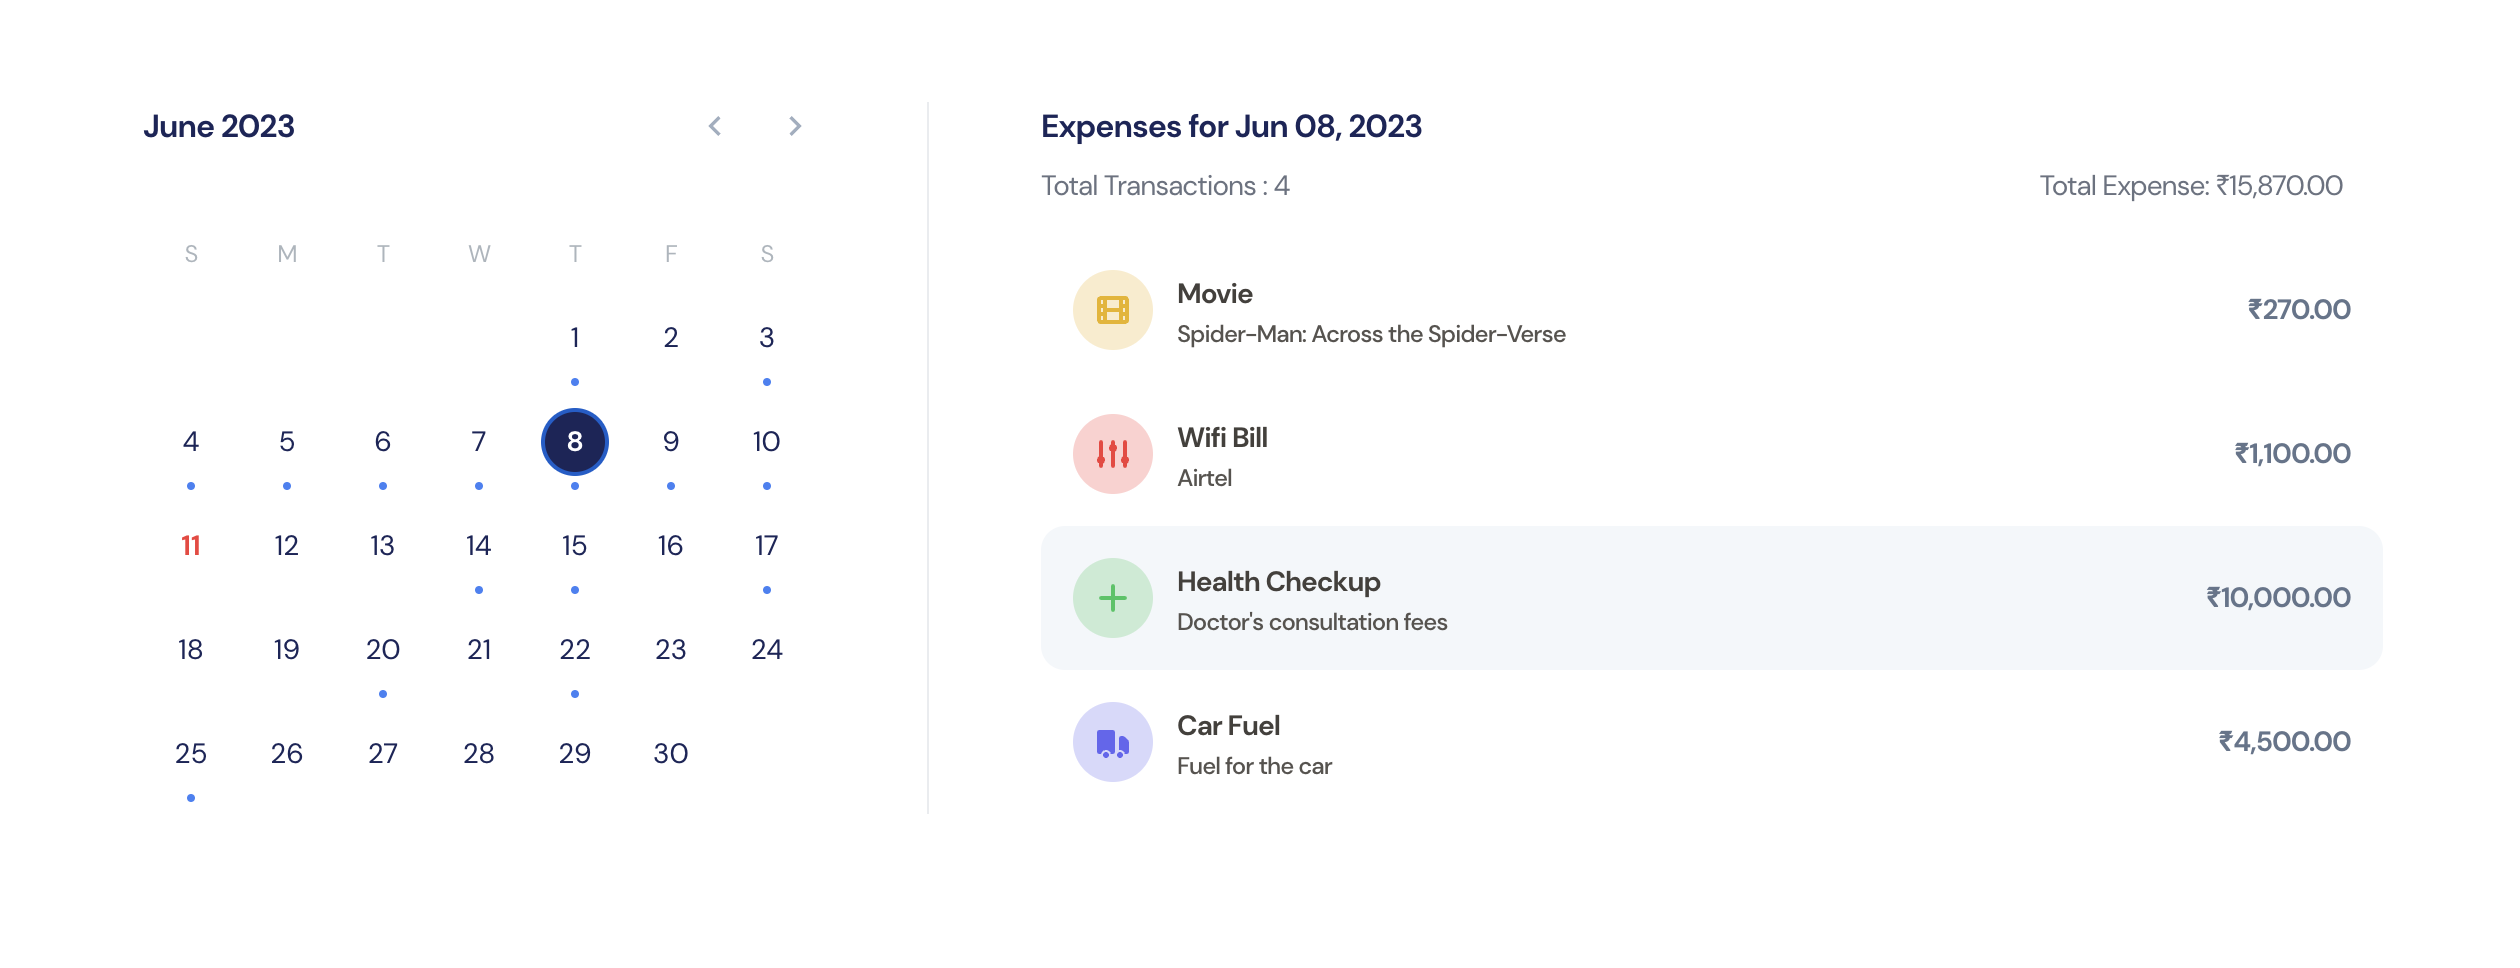 June 2023
S M T W T F S
1 2 3
4 5 6 7 8 9 10
11 12 13 14 15 16 17
18 19 20 21 22 23 24
25 26 27 28 29 30
Expenses for Jun 08, 2023
Total Transactions : 4 Total Expense: ₹15,870.00
Movie
Spider-Man: Across the Spider-Verse
₹270.00
Wifi Bill
Airtel
₹1,100.00
Health Checkup
Doctor's consultation fees
₹10,000.00
Car Fuel
Fuel for the car
₹4,500.00